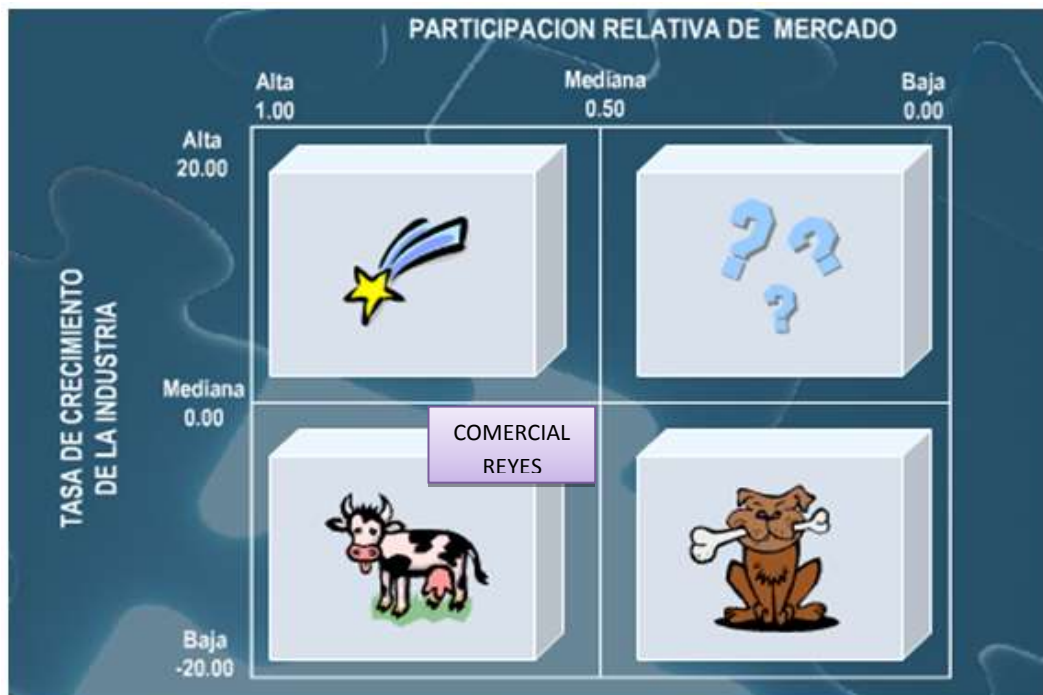 PARTICIPACION RELATIVA DE MERCADO
Alta
1.00
Mediana
0.50
Baja
0.00
Alta
20.00
TASA DE CRECIMIENTO
DE LA INDUSTRIA
Mediana
0.00
COMERCIAL
REYES
Baja
-20.00